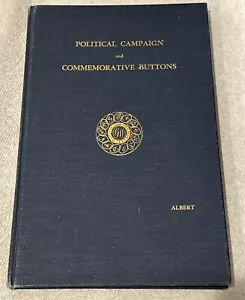 POLITICAL CAMPAIGN
and
COMMEMORATIVE BUTTONS
ALBERT